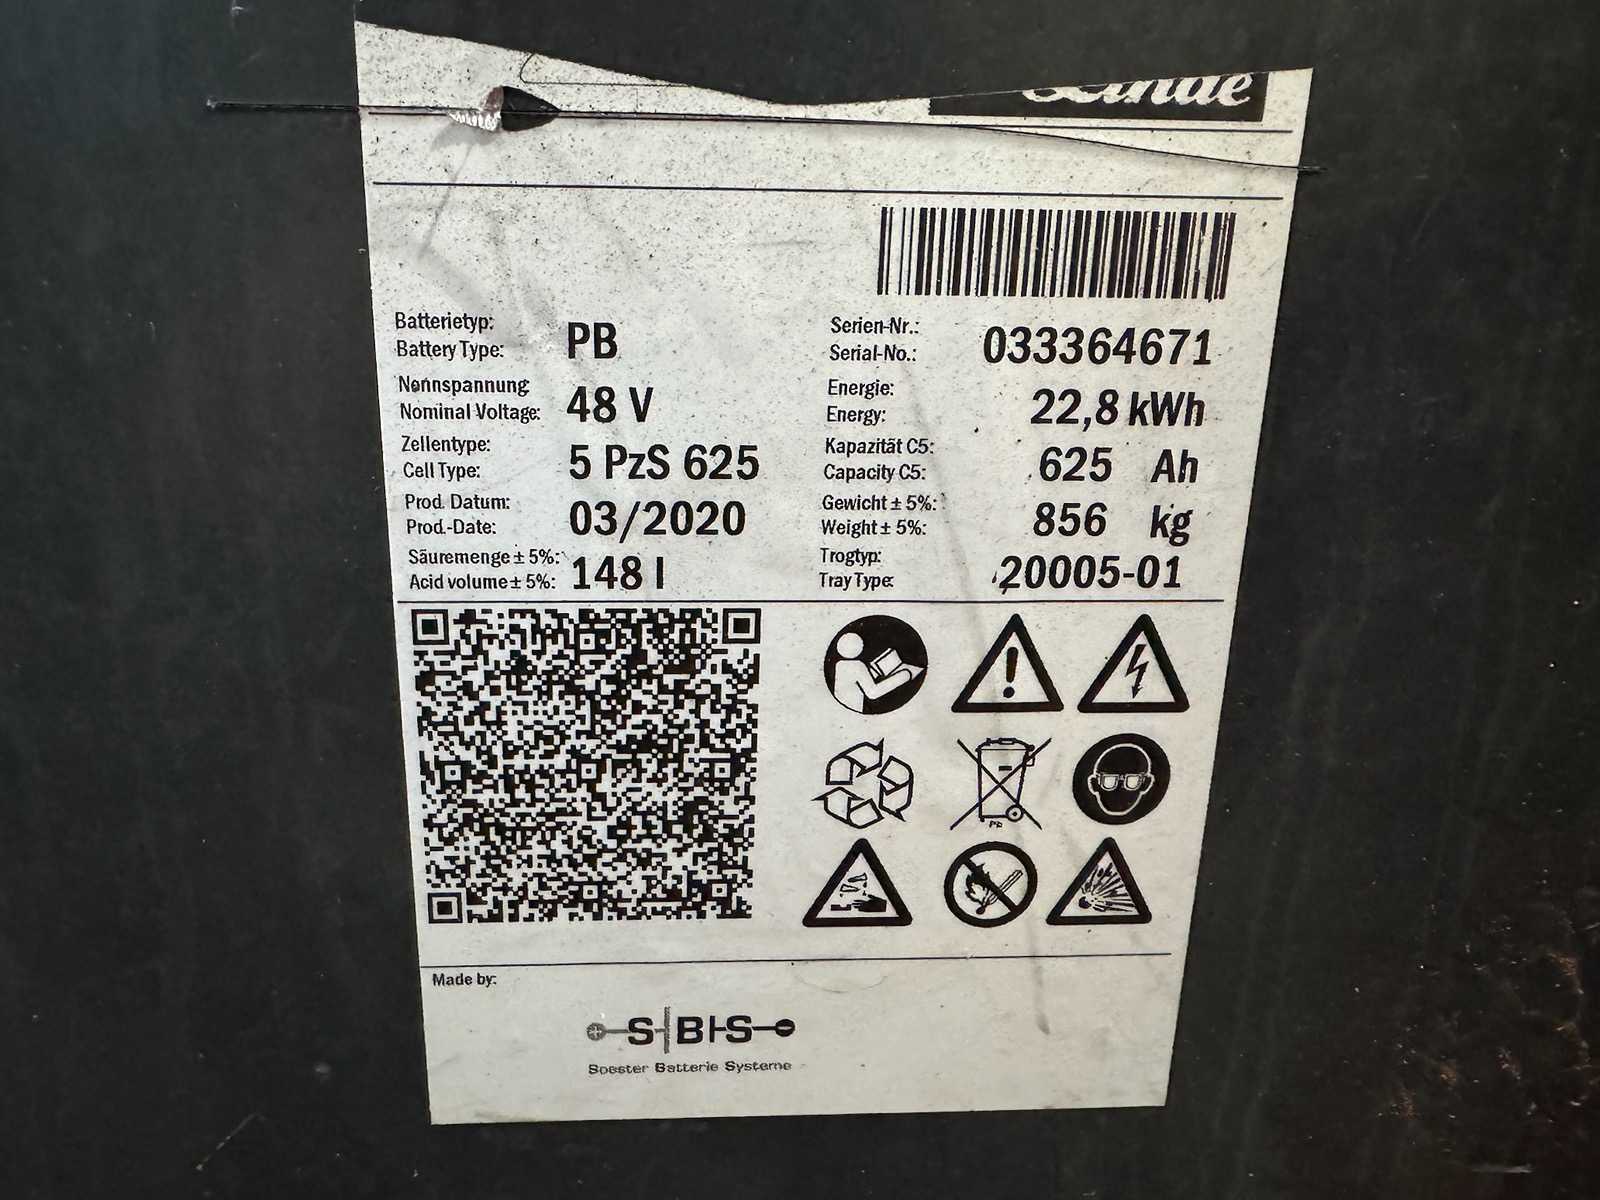 Linde
Batterietyp:
Battery Type:
PB
Serien-Nr.:
Serial-No.:
033364671
Nennspannung:
Nominal Voltage:
48 V
Energie:
Energy:
22,8 kWh
Zellentype:
Cell Type:
5 PzS 625
Kapazität C5:
Capacity C5:
625 Ah
Prod. Datum:
Prod.-Date:
03/2020
Gewicht ± 5%:
Weight ± 5%:
856 kg
Säuremenge ± 5%:
Acid volume ± 5%:
148 l
Trogtyp:
Tray Type:
20005-01
Pb
Made by:
S B S
Soester Batterie Systeme